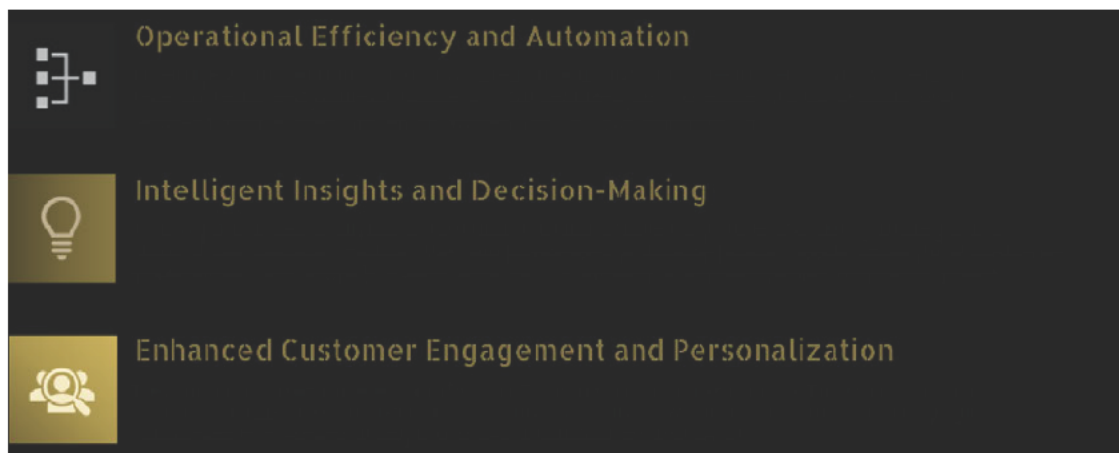 Operational Efficiency and Automation
Intelligent Insights and Decision-Making
Enhanced Customer Engagement and Personalization